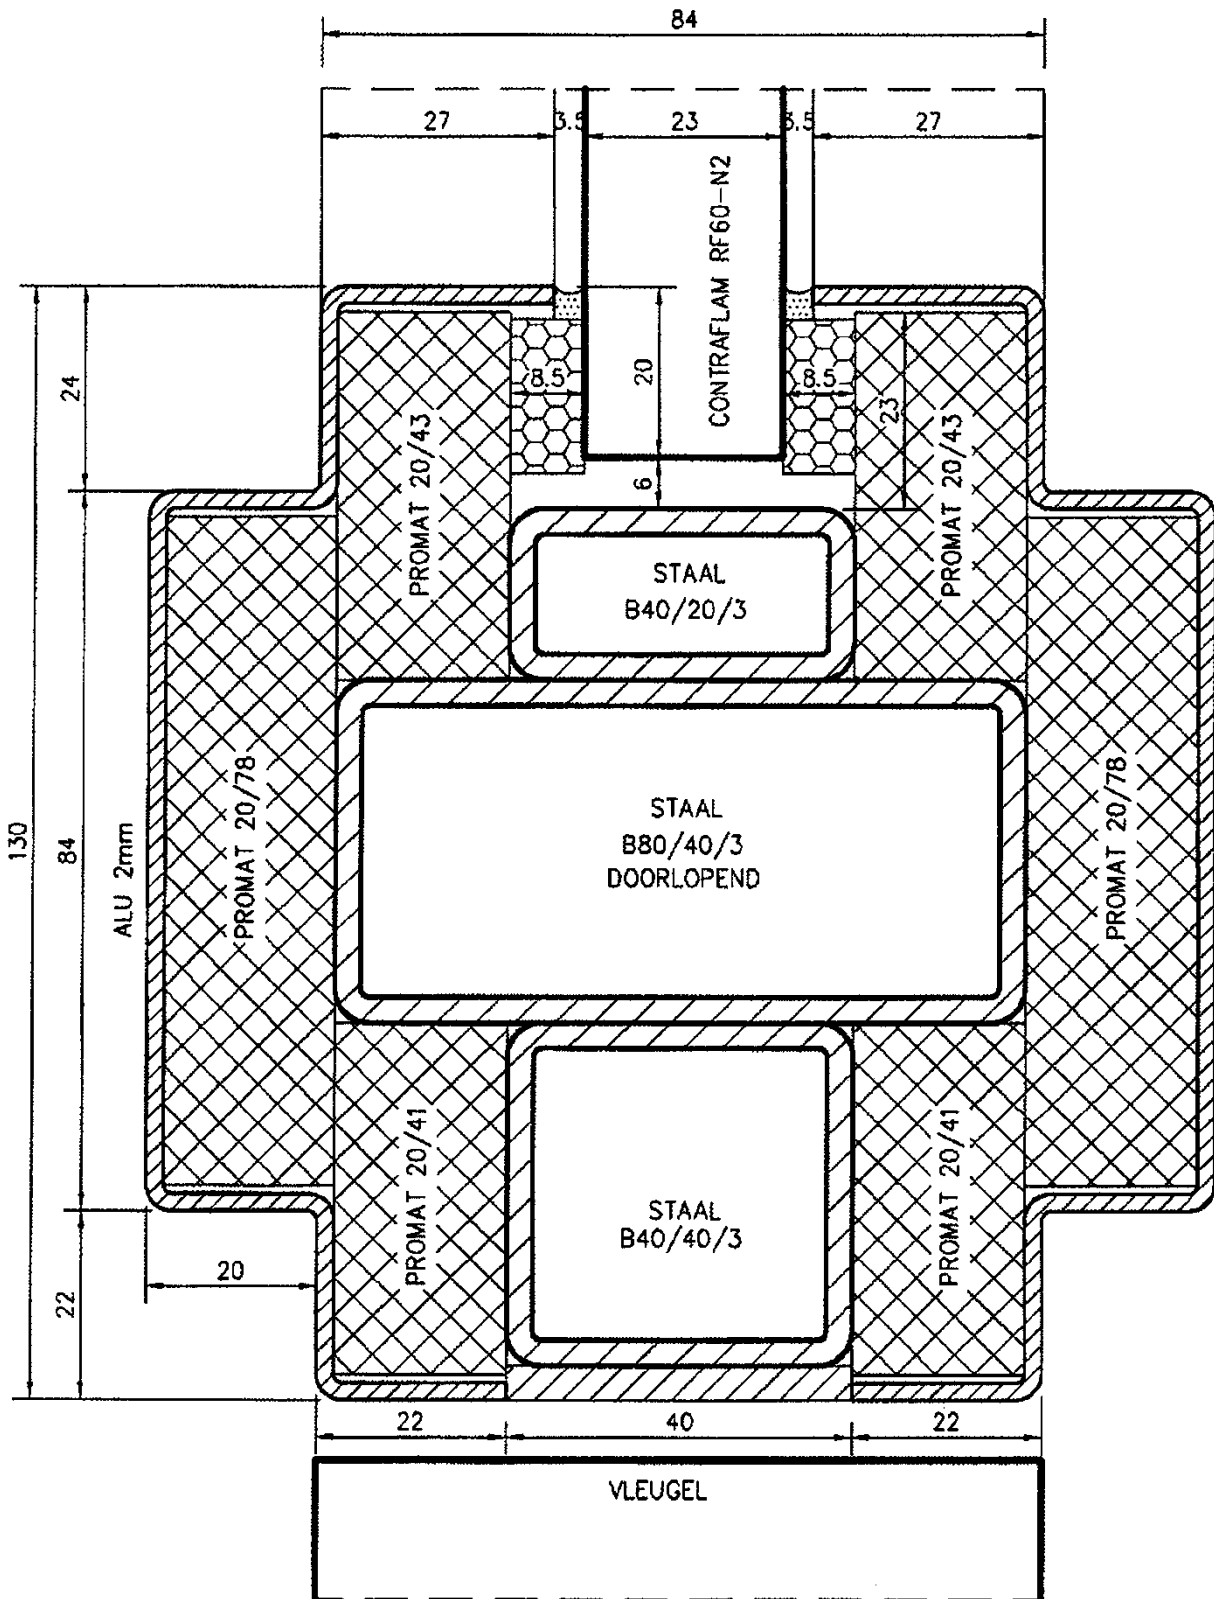 84
27
3.5
23
3.5
27
CONTRAFLAM RF60-N2
24
8.5
20
8.5
23
PROMAT 20/43
PROMAT 20/43
6
STAAL
B40/20/3
130
84
ALU 2mm
PROMAT 20/78
STAAL
B80/40/3
DOORLOPEND
PROMAT 20/78
PROMAT 20/41
STAAL
B40/40/3
PROMAT 20/41
20
22
22
40
22
VLEUGEL